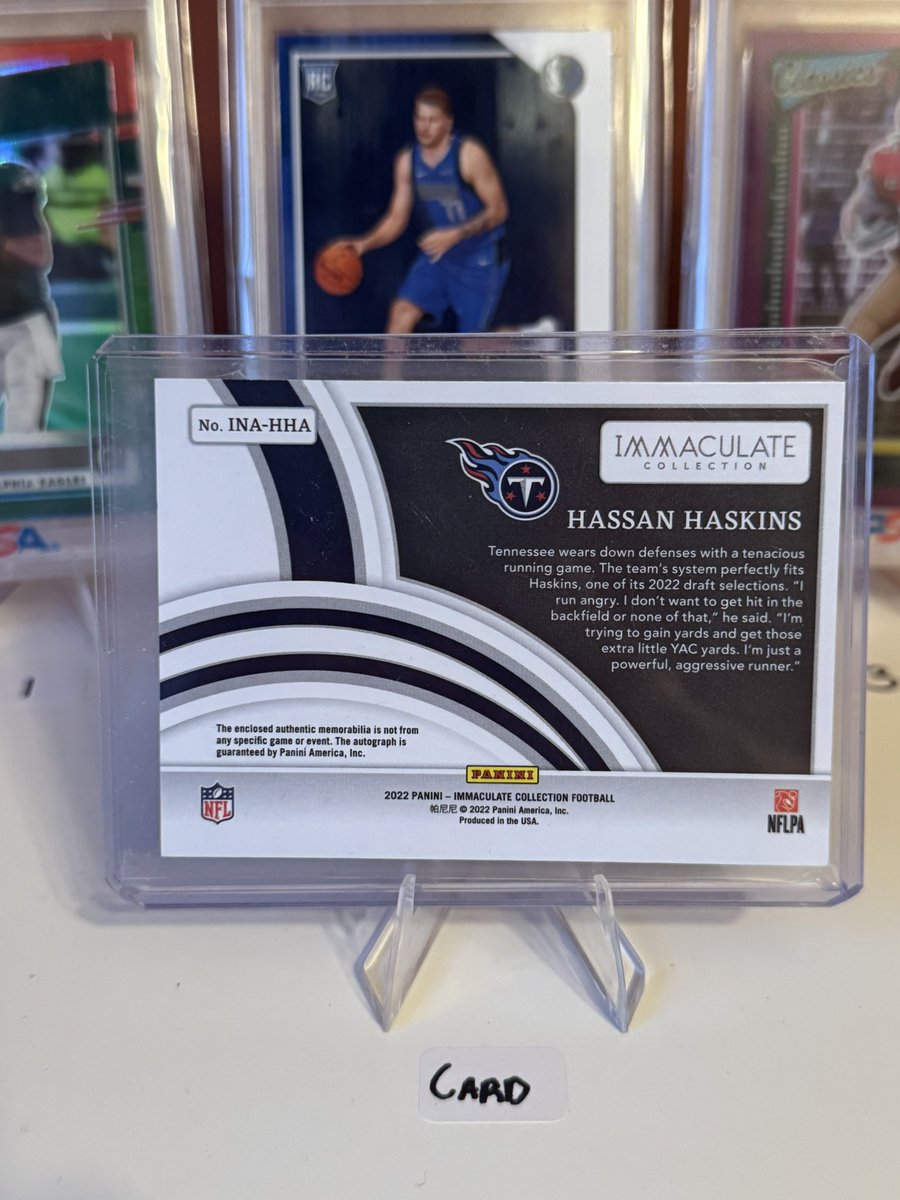 RC
77
PHIA EAGLES
SA.
No. INA-HHA
IMMACULATE
COLLECTION
T
HASSAN HASKINS
Tennessee wears down defenses with a tenacious
running game. The team's system perfectly fits
Haskins, one of its 2022 draft selections. "I
run angry. I don't want to get hit in the
backfield or none of that," he said. "I'm
trying to gain yards and get those
extra little YAC yards. I'm just a
powerful, aggressive runner."
The enclosed authentic memorabilia is not from
any specific game or event. The autograph is
guaranteed by Panini America, Inc.
PANINI
NFL
2022 PANINI – IMMACULATE COLLECTION FOOTBALL
帕尼尼 © 2022 Panini America, Inc.
Produced in the USA.
NFLPA
CARD